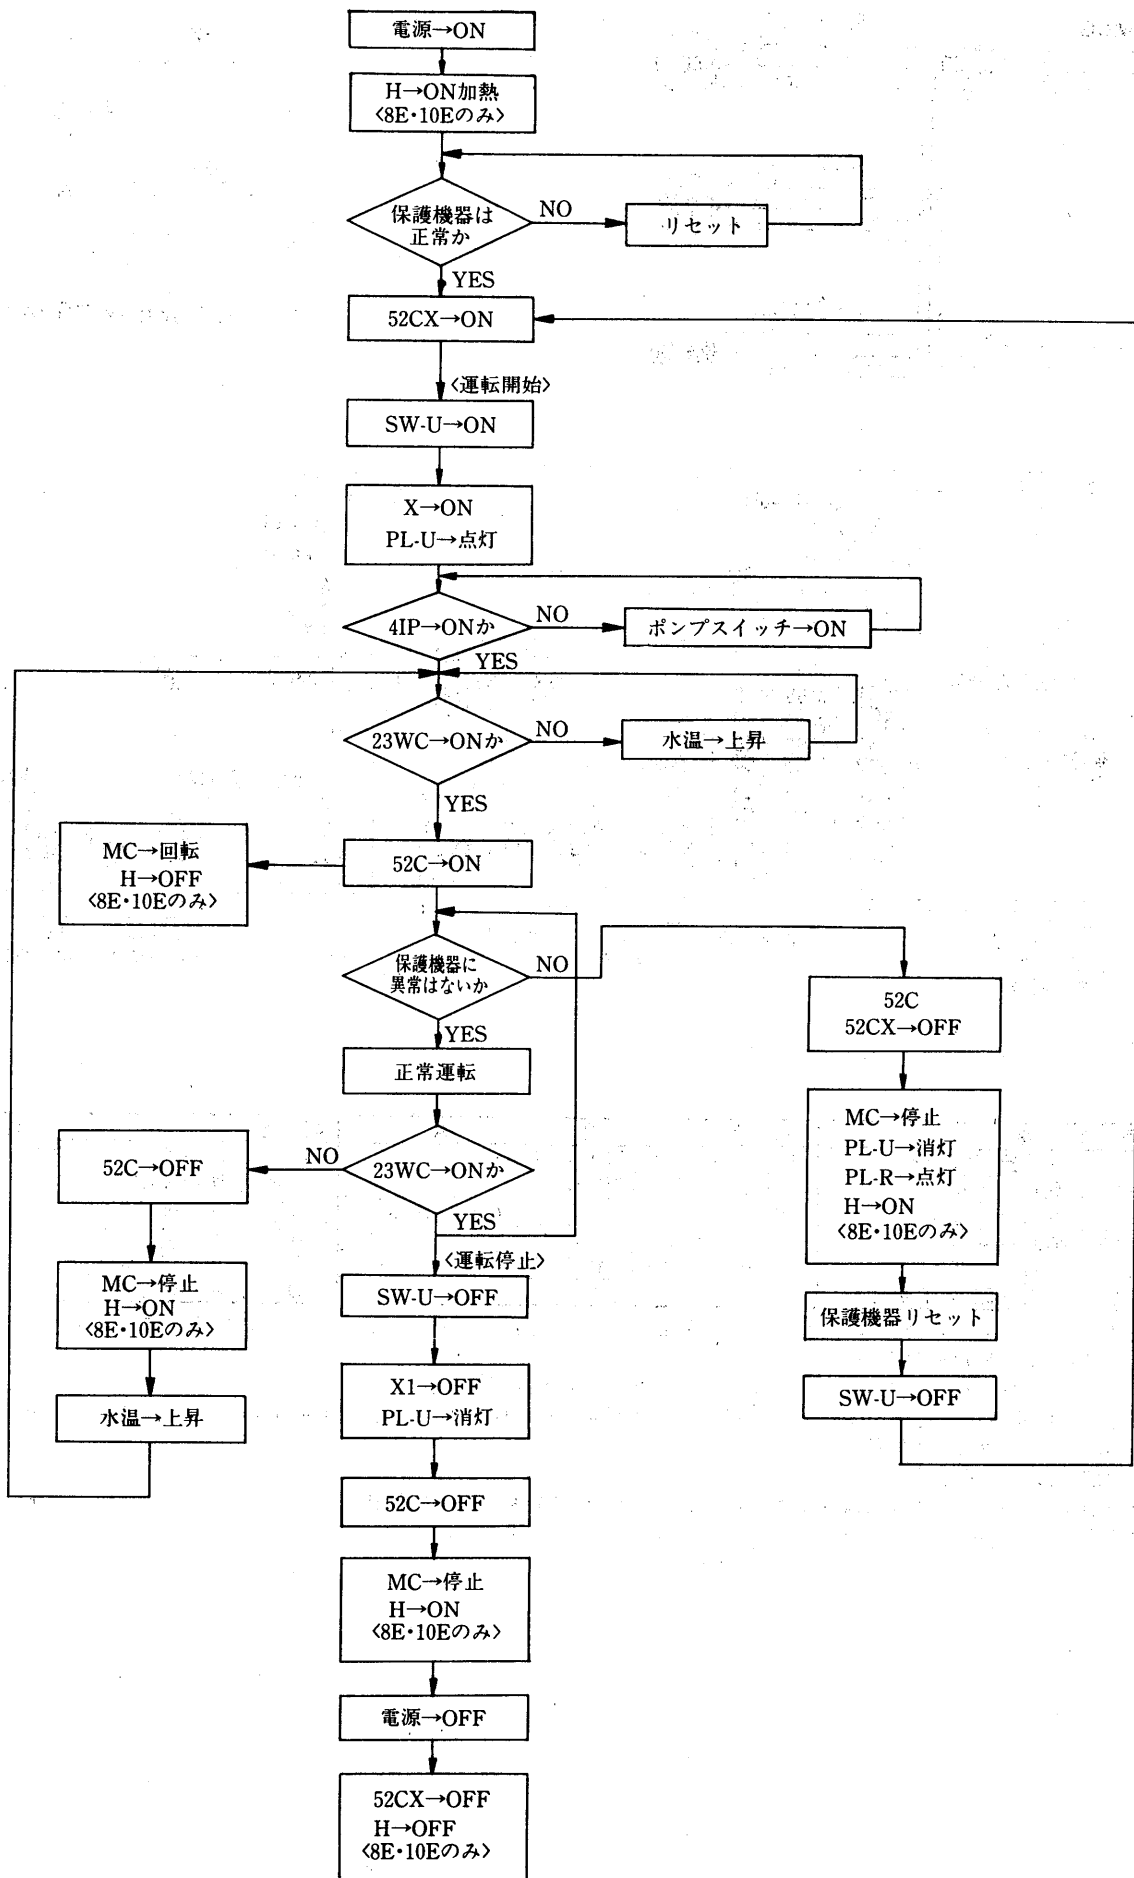 電源→ON
H→ON加熱
〈8E・10Eのみ〉
保護機器は
正常か
NO
リセット
YES
52CX→ON
〈運転開始〉
SW-U→ON
X→ON
PL-U→点灯
4IP→ONか
NO
ポンプスイッチ→ON
YES
23WC→ONか
NO
水温→上昇
YES
52C→ON
MC→回転
H→OFF
〈8E・10Eのみ〉
保護機器に
異常はないか
NO
YES
正常運転
23WC→ONか
NO
YES
52C→OFF
MC→停止
H→ON
〈8E・10Eのみ〉
水温→上昇
52C
52CX→OFF
MC→停止
PL-U→消灯
PL-R→点灯
H→ON
〈8E・10Eのみ〉
保護機器リセット
SW-U→OFF
〈運転停止〉
SW-U→OFF
X1→OFF
PL-U→消灯
52C→OFF
MC→停止
H→ON
〈8E・10Eのみ〉
電源→OFF
52CX→OFF
H→OFF
〈8E・10Eのみ〉